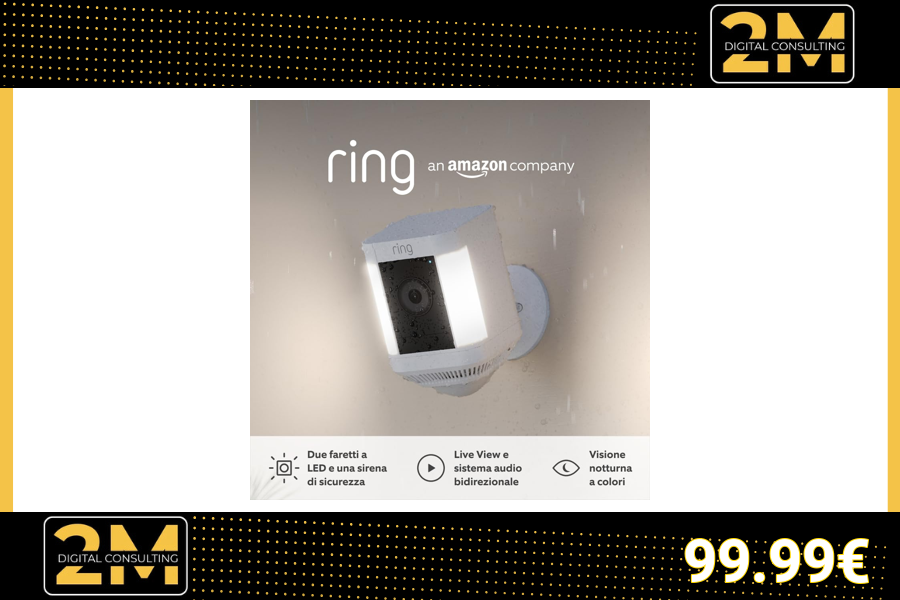 2M
DIGITAL CONSULTING
ring an amazon company
ring
Due faretti a
LED e una sirena
di sicurezza
Live View e
sistema audio
bidirezionale
Visione
notturna
a colori
2M
DIGITAL CONSULTING
99.99€